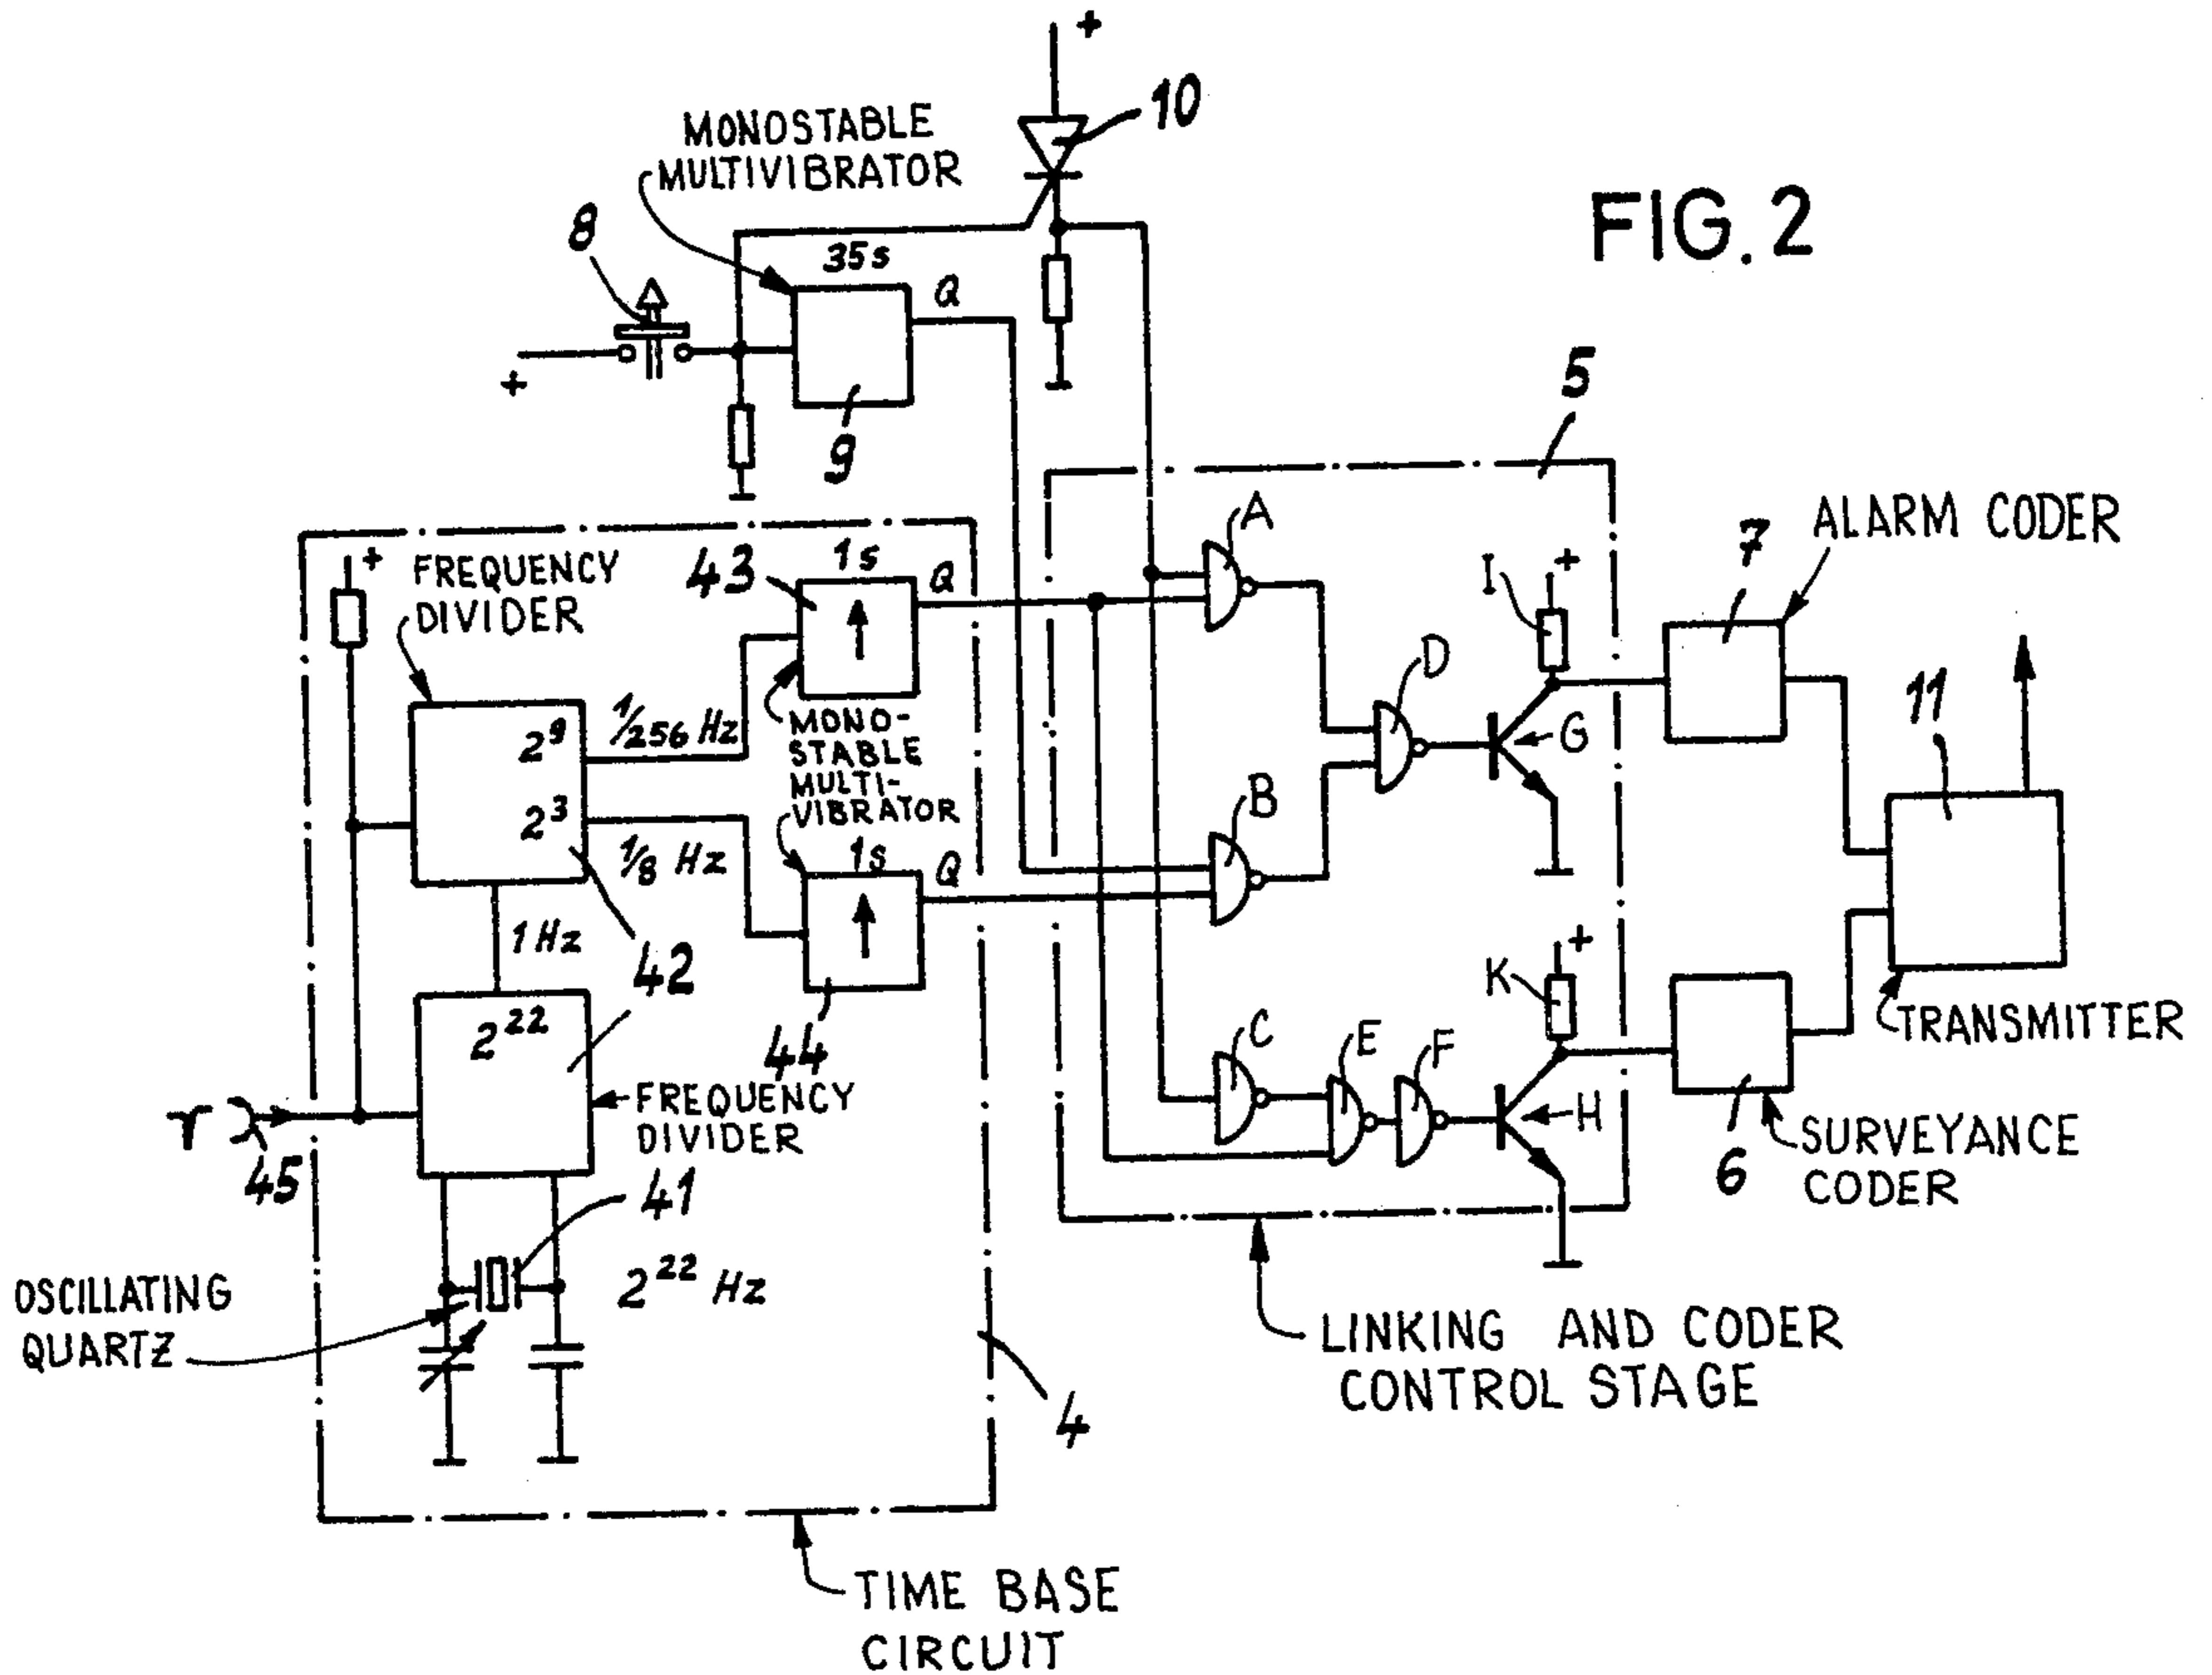 +
10
MONOSTABLE
MULTIVIBRATOR
FIG. 2
8
35s
Q
+
9
5
A
ALARM CODER
7
+
FREQUENCY
DIVIDER
43
1s
Q
I
+
D
11
2⁹
1/256 Hz
MONO-
STABLE
MULTI-
VIBRATOR
G
2³
1/8 Hz
B
1s
Q
1 Hz
42
44
+
K
2²²
C
E
F
TRANSMITTER
FREQUENCY
DIVIDER
H
45
6
SURVEYANCE
CODER
41
2²² Hz
OSCILLATING
QUARTZ
4
LINKING AND CODER
CONTROL STAGE
TIME BASE
CIRCUIT